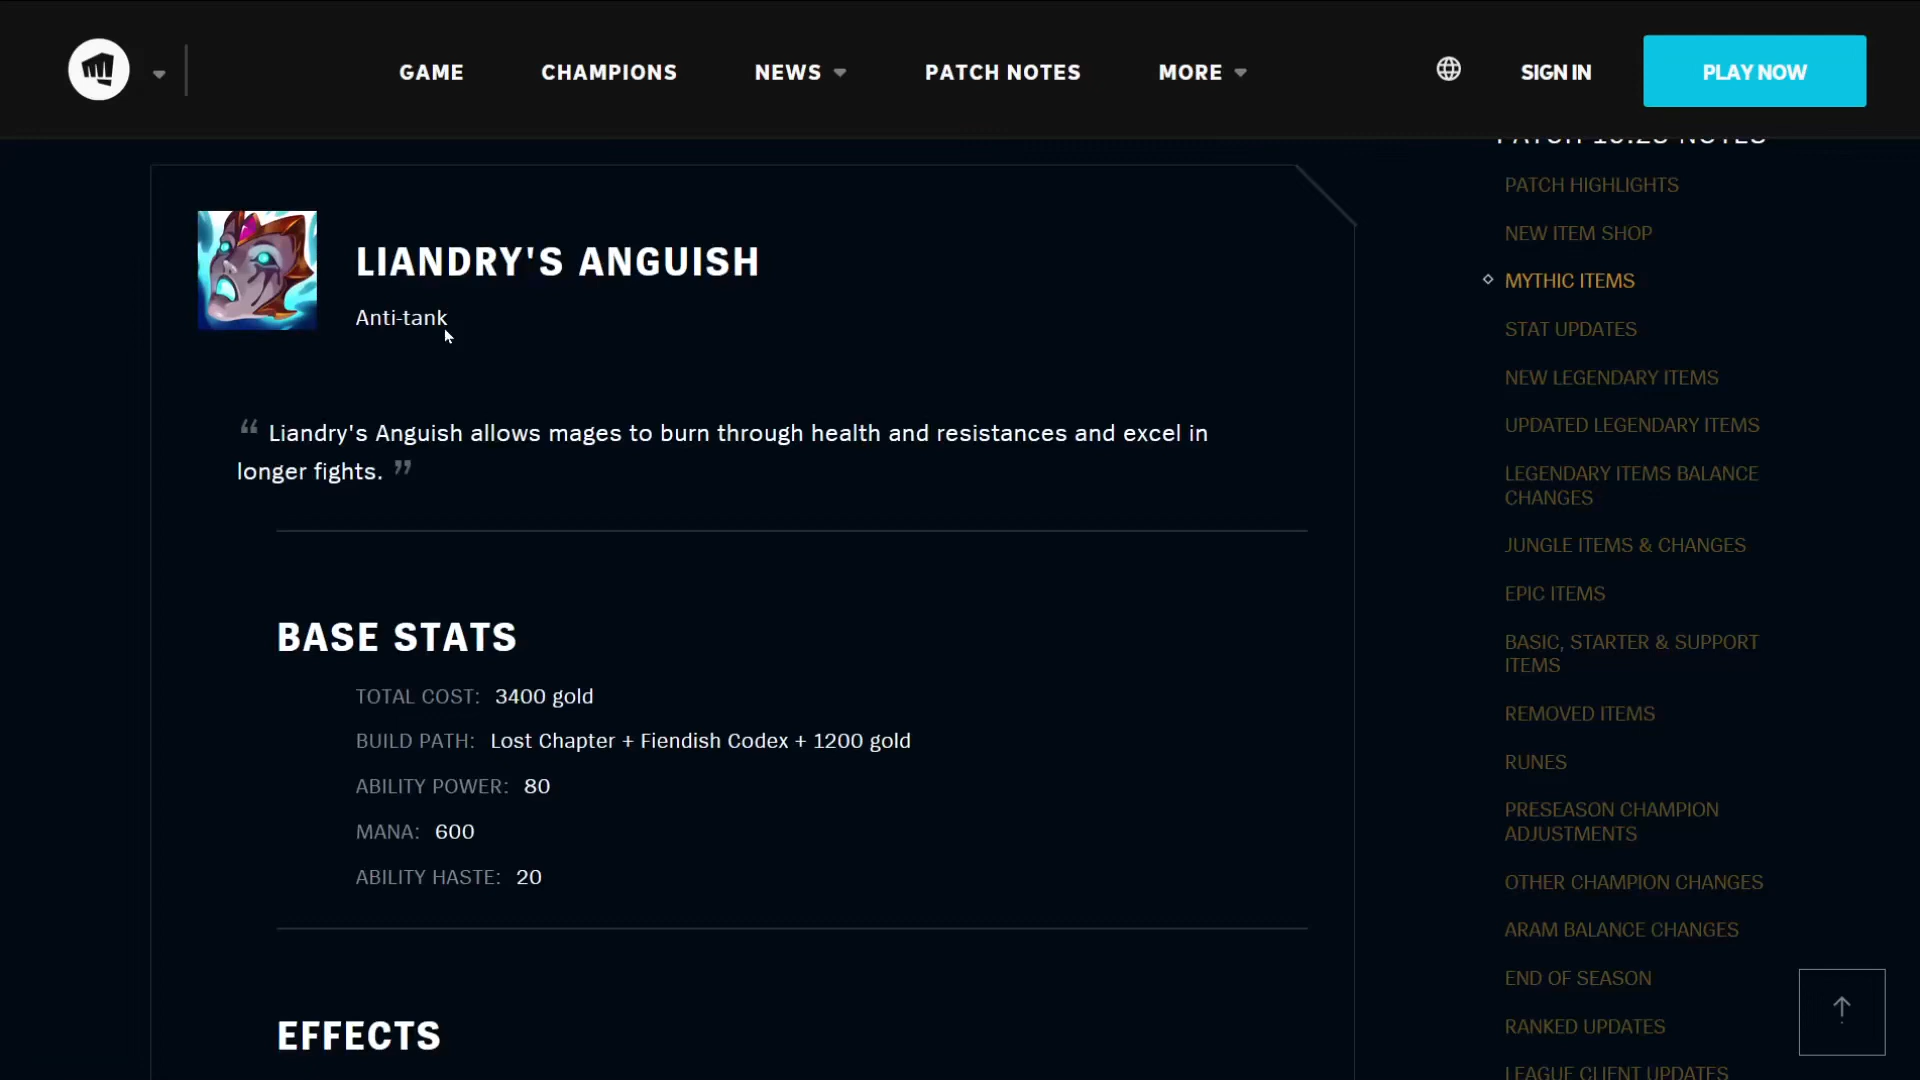 GAME
CHAMPIONS
NEWS
PATCH NOTES
MORE
SIGN IN
PLAY NOW
LIANDRY'S ANGUISH
Anti-tank
“ Liandry's Anguish allows mages to burn through health and resistances and excel in
longer fights. ”
BASE STATS
TOTAL COST: 3400 gold
BUILD PATH: Lost Chapter + Fiendish Codex + 1200 gold
ABILITY POWER: 80
MANA: 600
ABILITY HASTE: 20
EFFECTS
PATCH 10.23 NOTES
PATCH HIGHLIGHTS
NEW ITEM SHOP
MYTHIC ITEMS
STAT UPDATES
NEW LEGENDARY ITEMS
UPDATED LEGENDARY ITEMS
LEGENDARY ITEMS BALANCE
CHANGES
JUNGLE ITEMS & CHANGES
EPIC ITEMS
BASIC, STARTER & SUPPORT
ITEMS
REMOVED ITEMS
RUNES
PRESEASON CHAMPION
ADJUSTMENTS
OTHER CHAMPION CHANGES
ARAM BALANCE CHANGES
END OF SEASON
RANKED UPDATES
LEAGUE CLIENT UPDATES